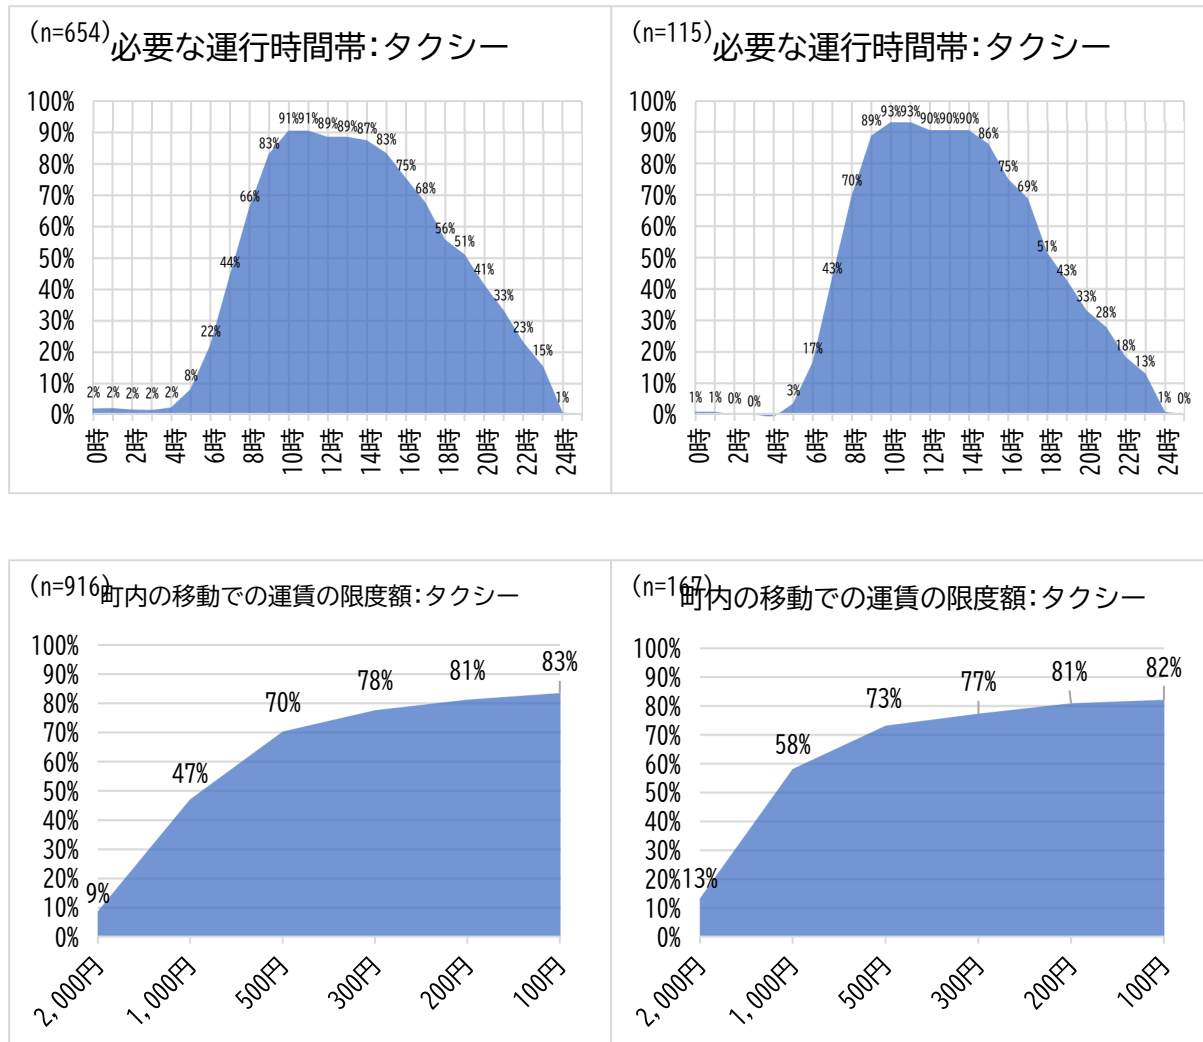 (n=654)
必要な運行時間帯:タクシー
100%
90%
80%
70%
60%
50%
40%
30%
20%
10%
0%
2% 2% 2% 2% 2% 8% 22% 44% 66% 83% 91% 91% 89% 89% 87% 83% 75% 68% 56% 51% 41% 33% 23% 15% 1%
0時 2時 4時 6時 8時 10時 12時 14時 16時 18時 20時 22時 24時
(n=115)
必要な運行時間帯:タクシー
100%
90%
80%
70%
60%
50%
40%
30%
20%
10%
0%
1% 1% 0% 0% 3% 17% 43% 70% 89% 93% 93% 90% 90% 90% 86% 75% 69% 51% 43% 33% 28% 18% 13% 1% 0%
0時 2時 4時 6時 8時 10時 12時 14時 16時 18時 20時 22時 24時
(n=916)
町内の移動での運賃の限度額:タクシー
100%
90%
80%
70%
60%
50%
40%
30%
20%
10%
0%
9% 47% 70% 78% 81% 83%
2,000円 1,000円 500円 300円 200円 100円
(n=167)
町内の移動での運賃の限度額:タクシー
100%
90%
80%
70%
60%
50%
40%
30%
20%
10%
0%
13% 58% 73% 77% 81% 82%
2,000円 1,000円 500円 300円 200円 100円